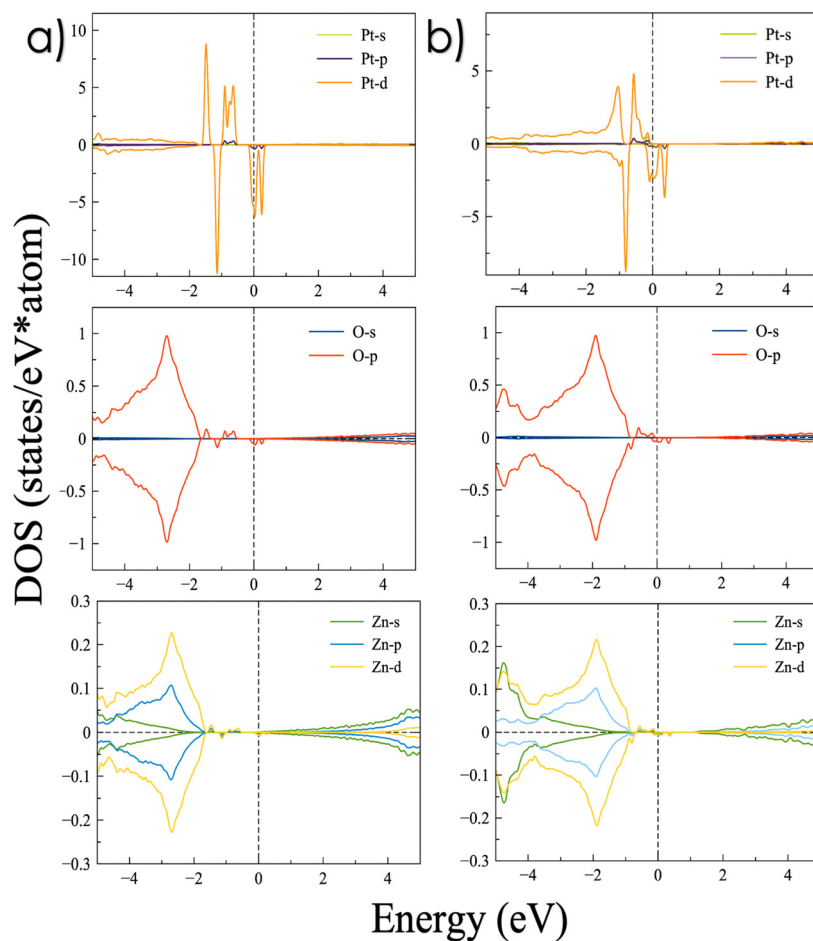 a)
Pt-s
Pt-p
Pt-d
10
5
0
−5
−10
−4 −2 0 2 4
b)
Pt-s
Pt-p
Pt-d
5
0
−5
−4 −2 0 2 4
DOS (states/eV*atom)
O-s
O-p
1
0.5
0
−0.5
−1
−4 −2 0 2 4
O-s
O-p
1
0.5
0
−0.5
−1
−4 −2 0 2 4
Zn-s
Zn-p
Zn-d
0.3
0.2
0.1
0
−0.1
−0.2
−0.3
−4 −2 0 2 4
Zn-s
Zn-p
Zn-d
0.3
0.2
0.1
0
−0.1
−0.2
−0.3
−4 −2 0 2 4
Energy (eV)